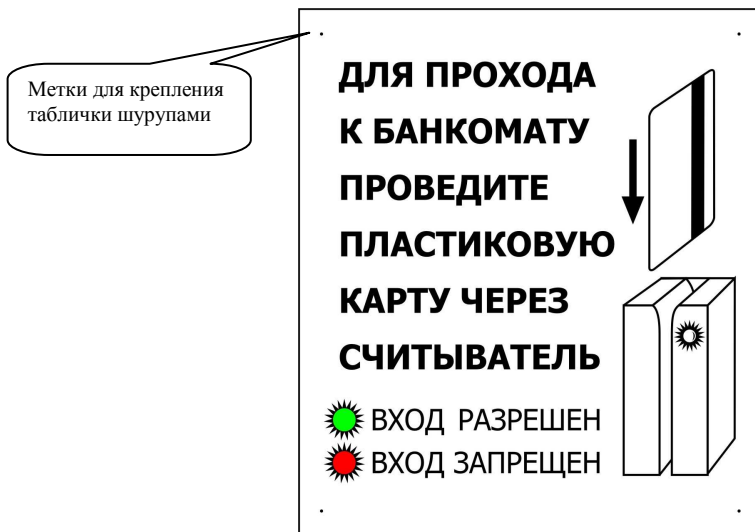 Метки для крепления
таблички шурупами
ДЛЯ ПРОХОДА
К БАНКОМАТУ
ПРОВЕДИТЕ
ПЛАСТИКОВУЮ
КАРТУ ЧЕРЕЗ
СЧИТЫВАТЕЛЬ
ВХОД РАЗРЕШЕН
ВХОД ЗАПРЕЩЕН